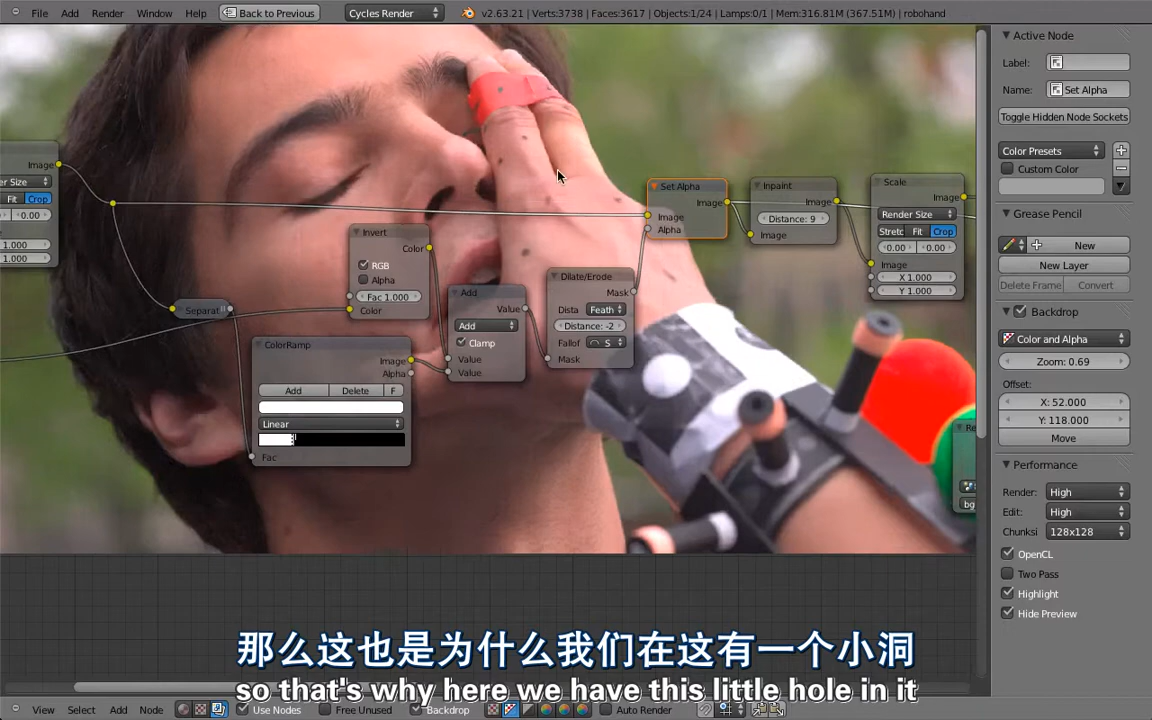 File Add Render Window Help Back to Previous Cycles Render v2.63.21 | Verts:3738 | Faces:3617 | Objects:1/24 | Lamps:0/1 | Mem:316.81M (367.51M) | robohand
Active Node
Label:
Name: Set Alpha
Toggle Hidden Node Sockets
Color Presets
Custom Color
Grease Pencil
New
New Layer
Delete Frame Convert
Backdrop
Color and Alpha
Zoom: 0.69
Offset:
X: 52.000
Y: 118.000
Move
Performance
Render: High
Edit: High
Chunksi 128x128
OpenCL
Two Pass
Highlight
Hide Preview
Image
er Size
Fit Crop
0.00
1.000
1.000
Separat
Invert
Color
RGB
Alpha
Fac 1.000
Color
ColorRamp
Image
Alpha
Add Delete F
Linear
Fac
Add
Value
Add
Clamp
Value
Value
Dilate/Erode
Mask
Dista Feath
Distance: -2
Fallof S
Mask
Set Alpha
Image
Image
Alpha
Inpaint
Image
Distance: 9
Image
Scale
Image
Render Size
Stretc Fit Crop
0.00 0.00
Image
X 1.000
Y 1.000
Re
bg
那么这也是为什么我们在这有一个小洞
so that's why here we have this little hole in it
View Select Add Node Use Nodes Free Unused Backdrop Auto Render